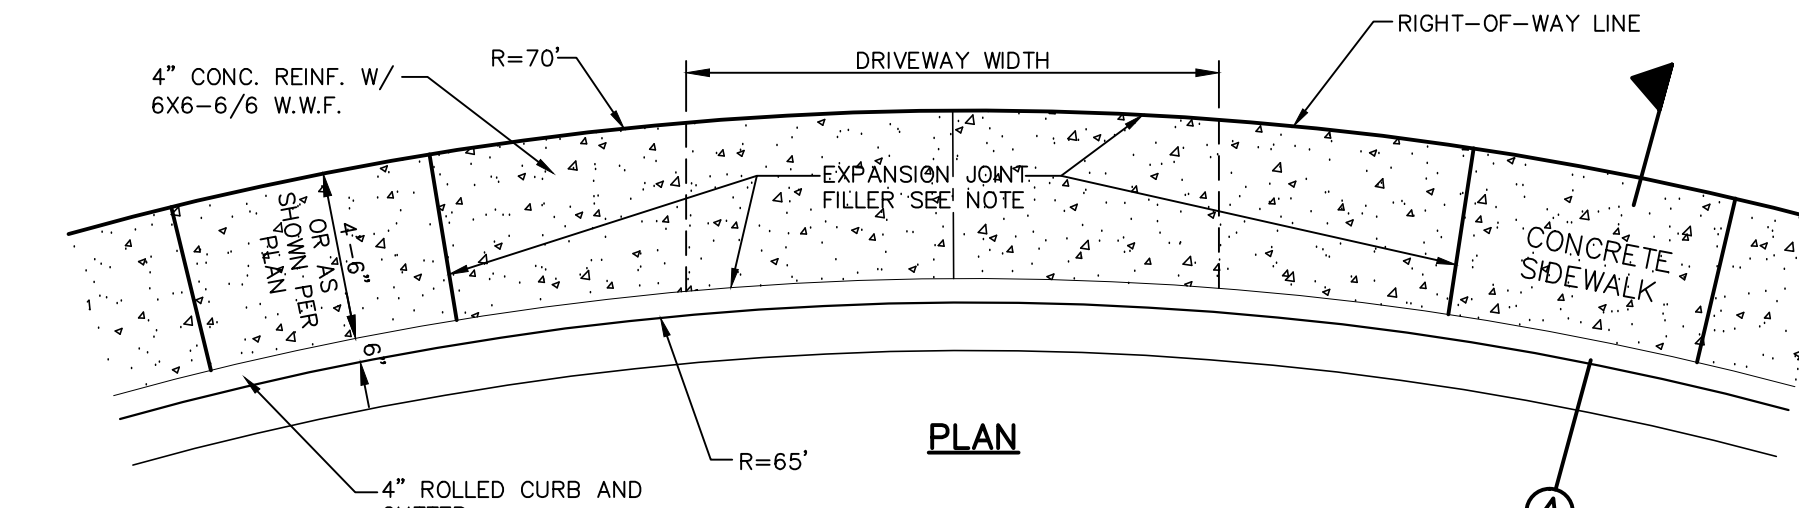 RIGHT-OF-WAY LINE
R=70'
DRIVEWAY WIDTH
4" CONC. REINF. W/
6X6-6/6 W.W.F.
EXPANSION JOINT
FILLER SEE NOTE
4'-6"
OR AS
SHOWN PER
PLAN
CONCRETE
SIDEWALK
6"
PLAN
R=65'
4" ROLLED CURB AND